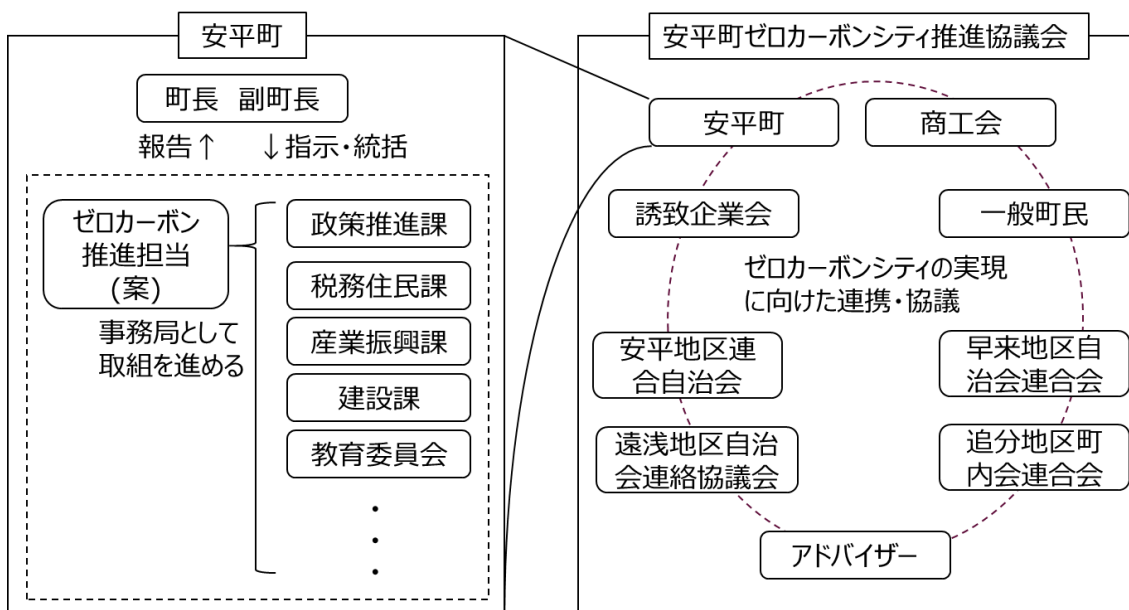 安平町
町長 副町長
報告↑ ↓指示・統括
ゼロカーボン
推進担当
(案)
事務局として
取組を進める
政策推進課
税務住民課
産業振興課
建設課
教育委員会
・
・
・
安平町ゼロカーボンシティ推進協議会
安平町
商工会
誘致企業会
一般町民
ゼロカーボンシティの実現
に向けた連携・協議
安平地区連
合自治会
早来地区自
治会連合会
遠浅地区自治
会連絡協議会
追分地区町
内会連合会
アドバイザー